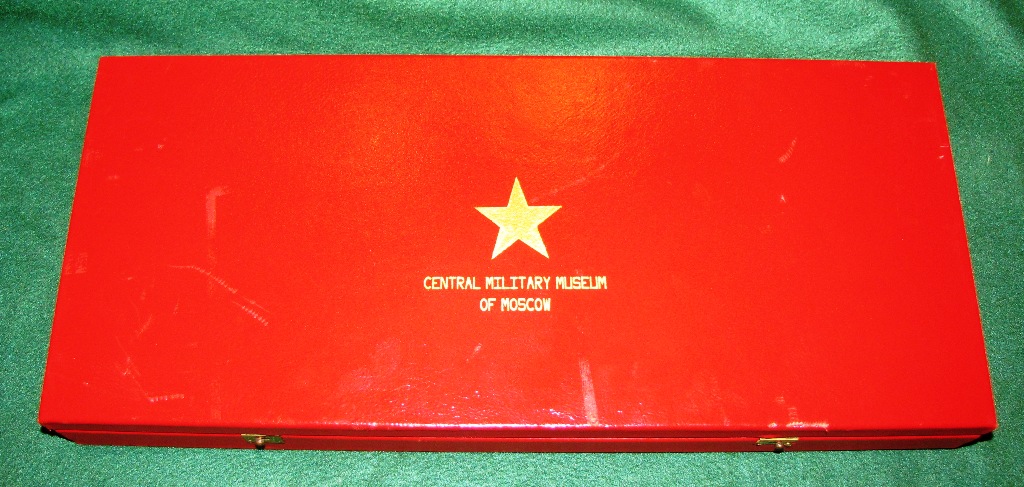 CENTRAL MILITARY MUSEUM
OF MOSCOW